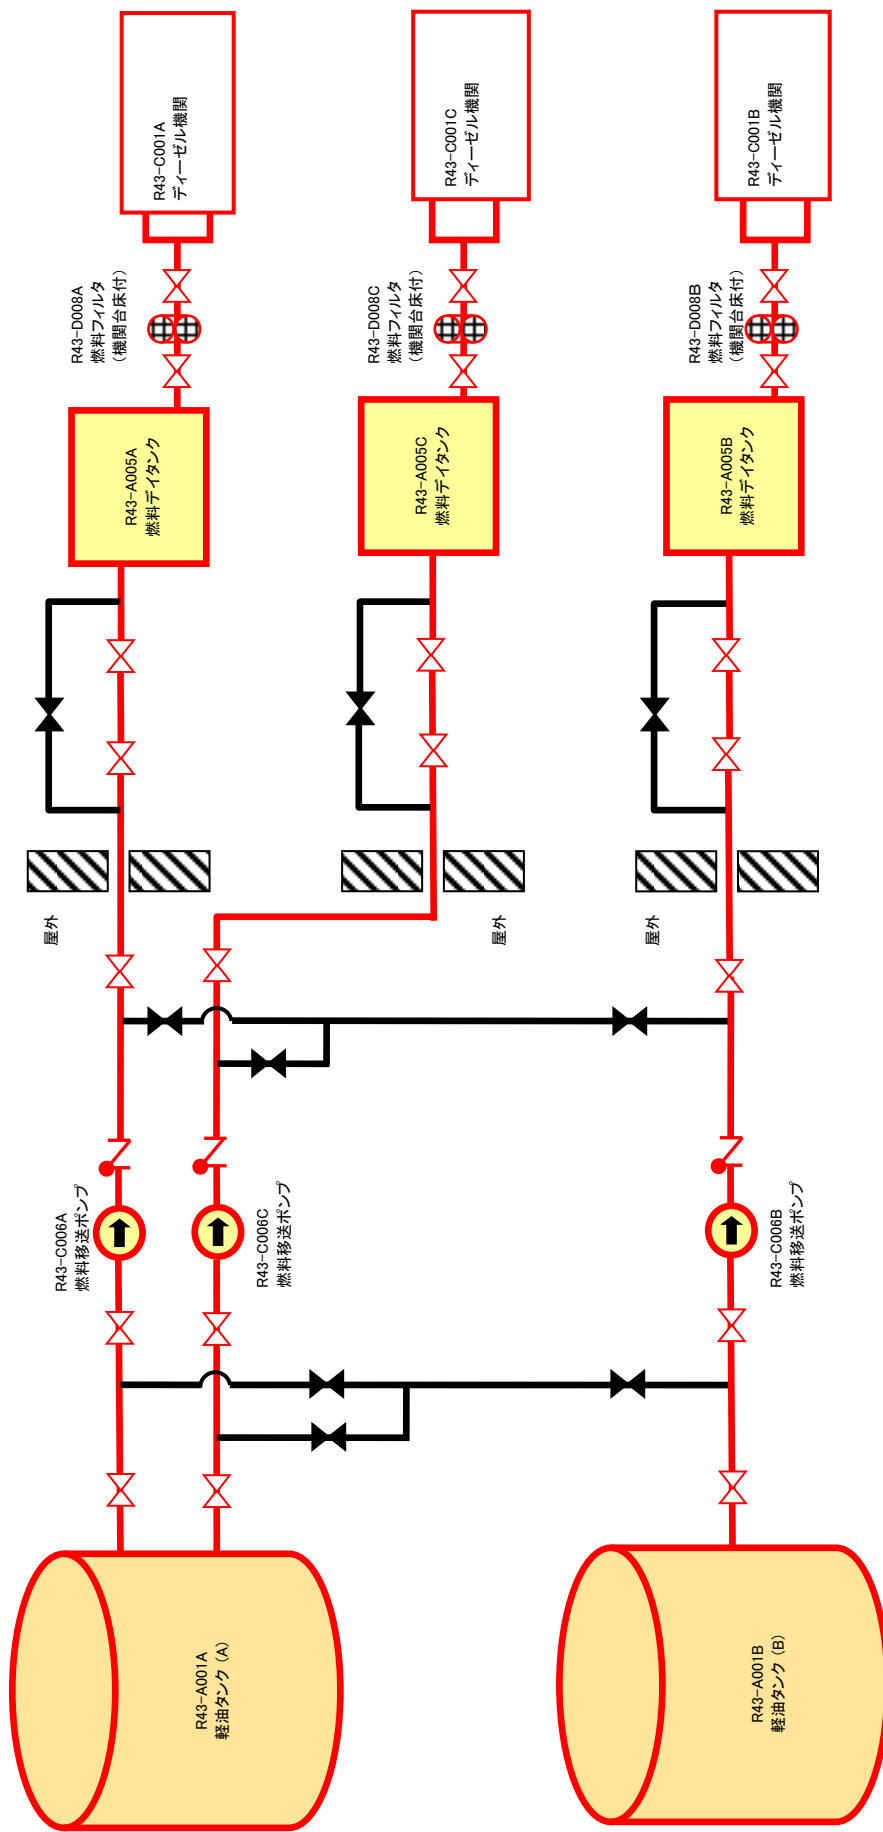 R43-C001A
ディーゼル機関
R43-C001C
ディーゼル機関
R43-C001B
ディーゼル機関
R43-D008A
燃料フィルタ
(機関台床付)
R43-D008C
燃料フィルタ
(機関台床付)
R43-D008B
燃料フィルタ
(機関台床付)
R43-A005A
燃料デイタンク
R43-A005C
燃料デイタンク
R43-A005B
燃料デイタンク
屋外
屋外
屋外
R43-C006A
燃料移送ポンプ
R43-C006C
燃料移送ポンプ
R43-C006B
燃料移送ポンプ
R43-A001A
軽油タンク(A)
R43-A001B
軽油タンク(B)